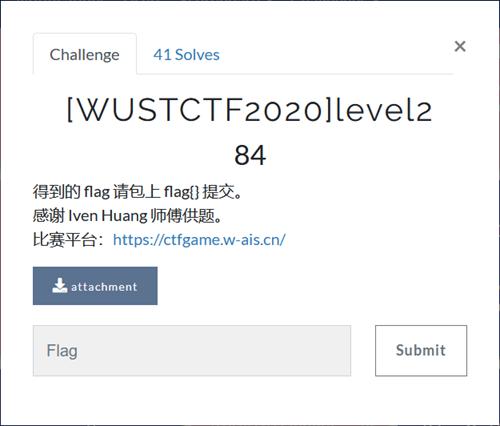 Challenge
41 Solves
×
[WUSTCTF2020]level2
84
得到的 flag 请包上 flag{} 提交。
感谢 Iven Huang 师傅供题。
比赛平台：https://ctfgame.w-ais.cn/
attachment
Flag
Submit